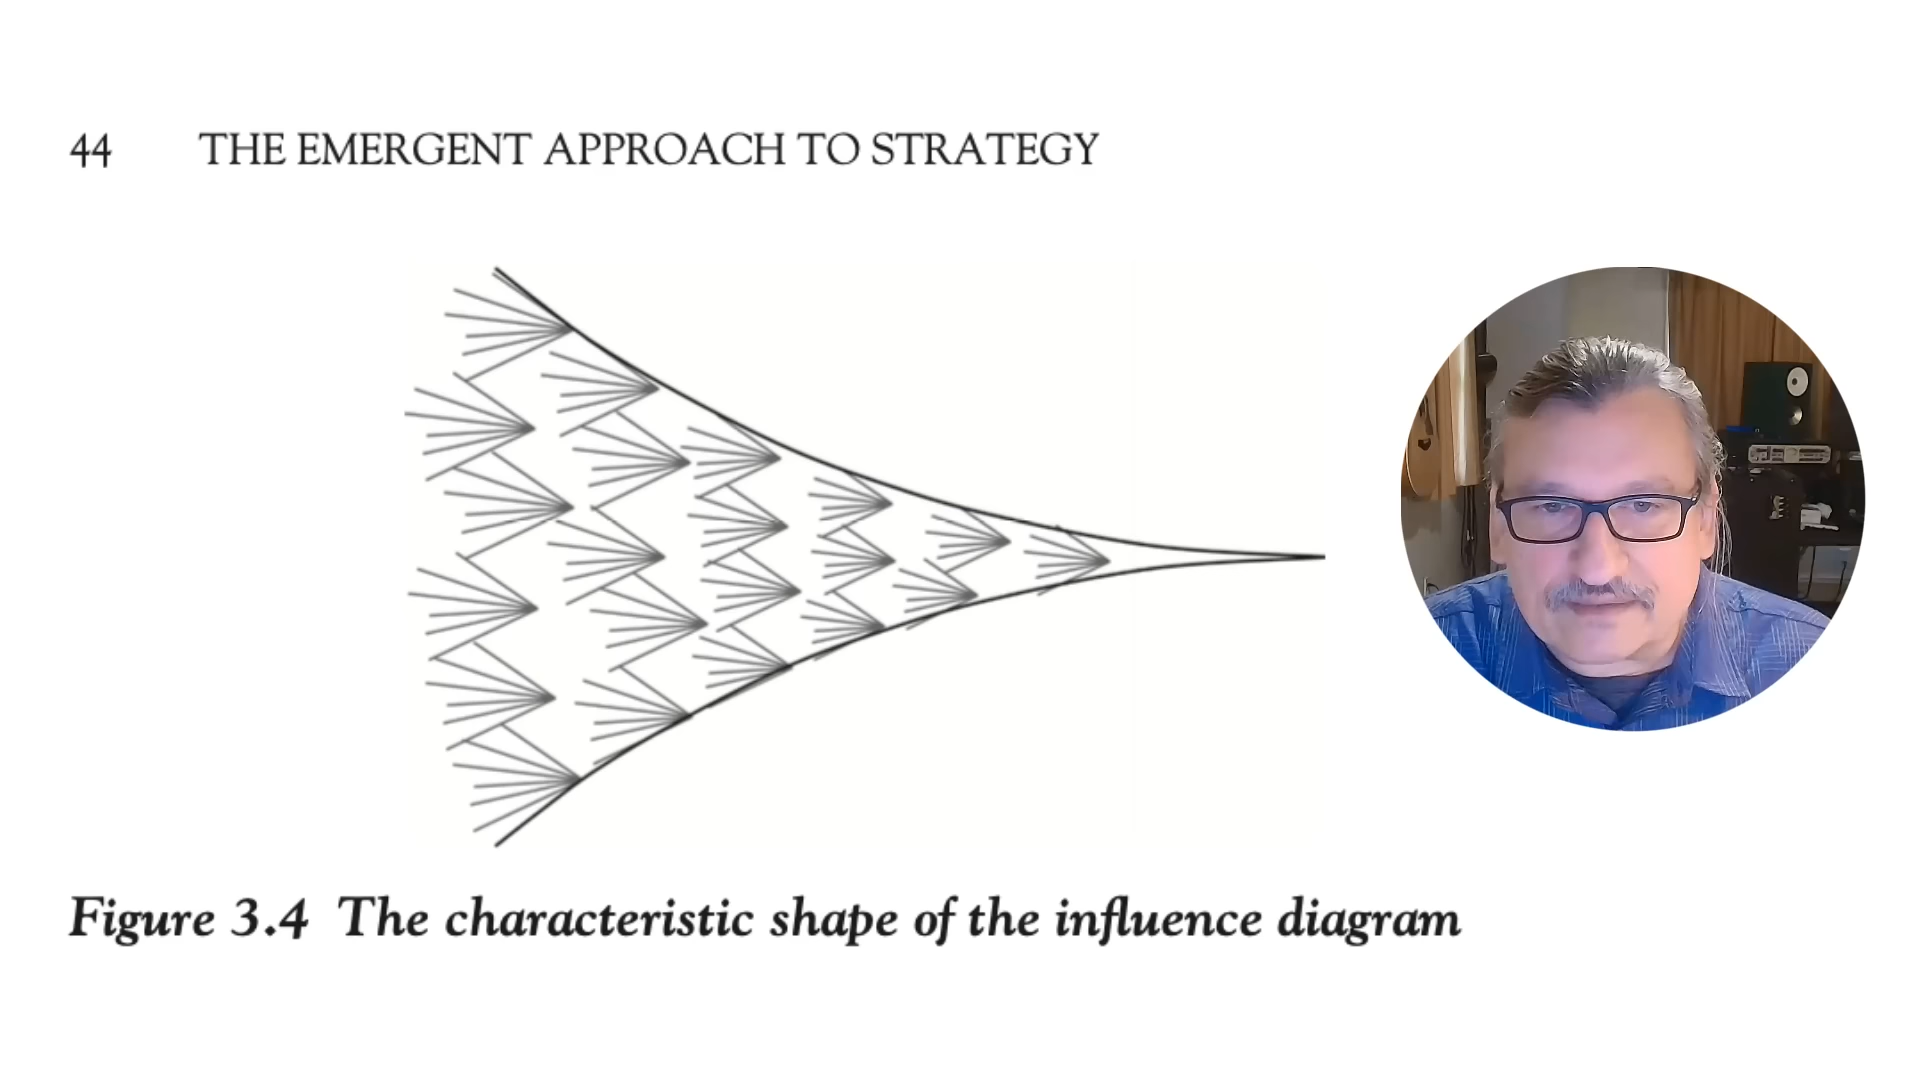 44 THE EMERGENT APPROACH TO STRATEGY
Figure 3.4 The characteristic shape of the influence diagram